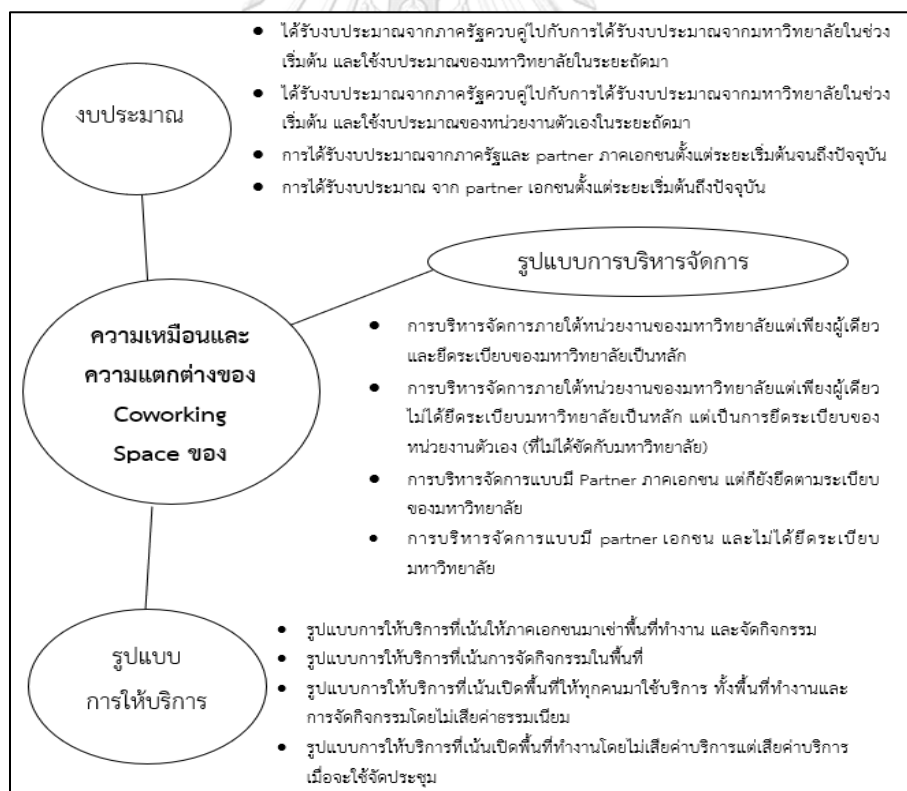 ● ได้รับงบประมาณจากภาครัฐควบคู่ไปกับการได้รับงบประมาณจากมหาวิทยาลัยในช่วง
เริ่มต้น และใช้งบประมาณของมหาวิทยาลัยในระยะถัดมา
● ได้รับงบประมาณจากภาครัฐควบคู่ไปกับการได้รับงบประมาณจากมหาวิทยาลัยในช่วง
เริ่มต้น และใช้งบประมาณของหน่วยงานตัวเองในระยะถัดมา
● การได้รับงบประมาณจากภาครัฐและ partner ภาคเอกชนตั้งแต่ระยะเริ่มต้นจนถึงปัจจุบัน
● การได้รับงบประมาณ จาก partner เอกชนตั้งแต่ระยะเริ่มต้นถึงปัจจุบัน
งบประมาณ
รูปแบบการบริหารจัดการ
ความเหมือนและ
ความแตกต่างของ
Coworking
Space ของ
● การบริหารจัดการภายใต้หน่วยงานของมหาวิทยาลัยแต่เพียงผู้เดียว
และยึดระเบียบของมหาวิทยาลัยเป็นหลัก
● การบริหารจัดการภายใต้หน่วยงานของมหาวิทยาลัยแต่เพียงผู้เดียว
ไม่ได้ยึดระเบียบมหาวิทยาลัยเป็นหลัก แต่เป็นการยึดระเบียบของ
หน่วยงานตัวเอง (ที่ไม่ได้ขัดกับมหาวิทยาลัย)
● การบริหารจัดการแบบมี Partner ภาคเอกชน แต่ก็ยังยึดตามระเบียบ
ของมหาวิทยาลัย
● การบริหารจัดการแบบมี partner เอกชน และไม่ได้ยึดระเบียบ
มหาวิทยาลัย
รูปแบบ
การให้บริการ
● รูปแบบการให้บริการที่เน้นให้ภาคเอกชนมาเช่าพื้นที่ทำงาน และจัดกิจกรรม
● รูปแบบการให้บริการที่เน้นการจัดกิจกรรมในพื้นที่
● รูปแบบการให้บริการที่เน้นเปิดพื้นที่ให้ทุกคนมาใช้บริการ ทั้งพื้นที่ทำงานและ
การจัดกิจกรรมโดยไม่เสียค่าธรรมเนียม
● รูปแบบการให้บริการที่เน้นเปิดพื้นที่ทำงานโดยไม่เสียค่าบริการแต่เสียค่าบริการ
เมื่อจะใช้จัดประชุม